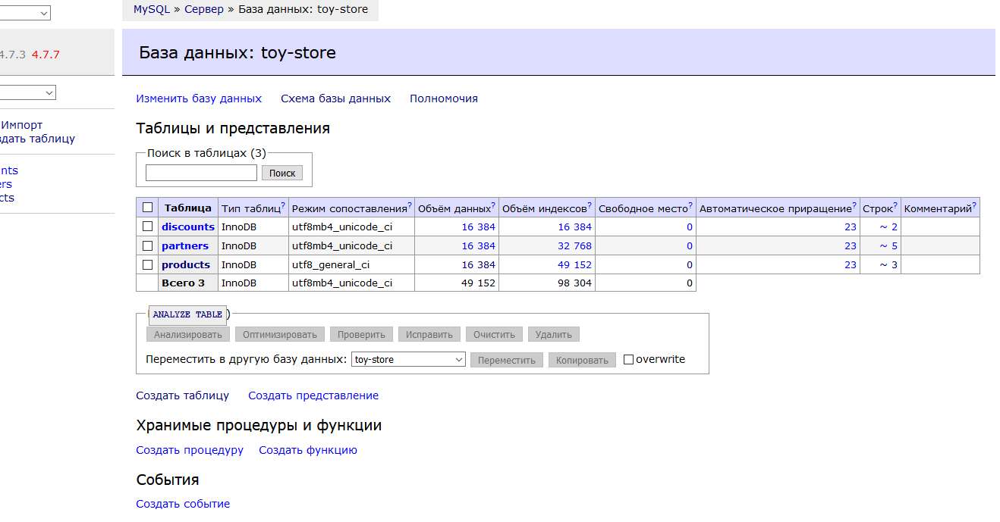 MySQL » Сервер » База данных: toy-store
4.7.3 4.7.7
База данных: toy-store
Изменить базу данных Схема базы данных Полномочия
Импорт
дать таблицу
nts
ers
cts
Таблицы и представления
Поиск в таблицах (3)
Поиск
Таблица Тип таблиц? Режим сопоставления? Объём данных? Объём индексов? Свободное место? Автоматическое приращение? Строк? Комментарий?
discounts InnoDB utf8mb4_unicode_ci 16 384 16 384 0 23 ~ 2
partners InnoDB utf8mb4_unicode_ci 16 384 32 768 0 23 ~ 5
products InnoDB utf8_general_ci 16 384 49 152 0 23 ~ 3
Всего 3 InnoDB utf8mb4_unicode_ci 49 152 98 304 0
ANALYZE TABLE )
Анализировать Оптимизировать Проверить Исправить Очистить Удалить
Переместить в другую базу данных: toy-store Переместить Копировать overwrite
Создать таблицу Создать представление
Хранимые процедуры и функции
Создать процедуру Создать функцию
События
Создать событие